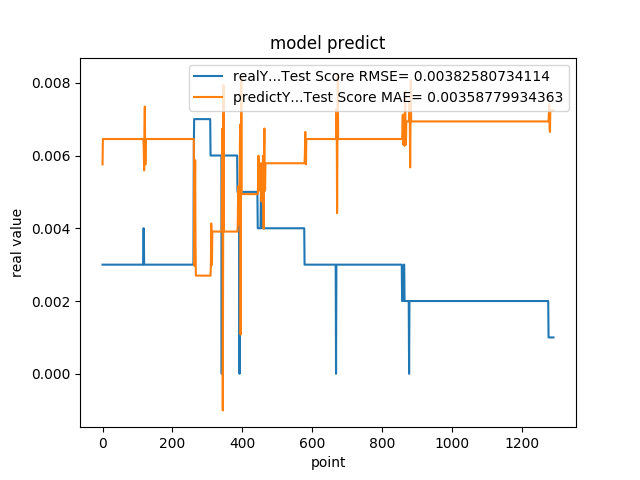 model predict
realY...Test Score RMSE= 0.00382580734114
predictY...Test Score MAE= 0.00358779934363
0.008
0.006
0.004
0.002
0.000
real value
0 200 400 600 800 1000 1200
point